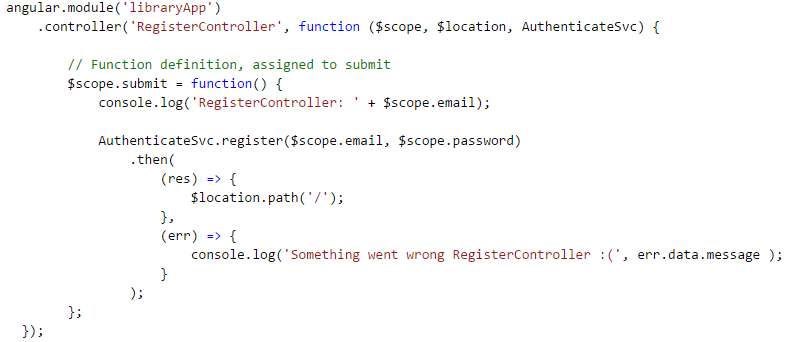 angular.module('libraryApp')
    .controller('RegisterController', function ($scope, $location, AuthenticateSvc) {

        // Function definition, assigned to submit
        $scope.submit = function() {
            console.log('RegisterController: ' + $scope.email);

            AuthenticateSvc.register($scope.email, $scope.password)
                .then(
                    (res) => {
                        $location.path('/');
                    },
                    (err) => {
                        console.log('Something went wrong RegisterController :(', err.data.message );
                    }
                );
        };
  });